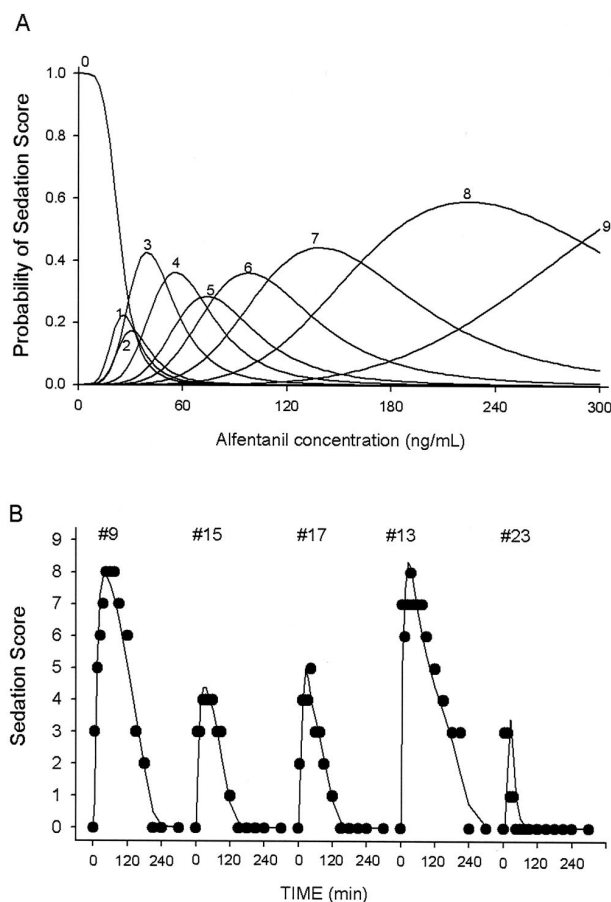 A
Probability of Sedation Score
1.0
0.8
0.6
0.4
0.2
0.0
0
1
2
3
4
5
6
7
8
9
0 60 120 180 240 300
Alfentanil concentration (ng/mL)
B
#9 #15 #17 #13 #23
Sedation Score
9
8
7
6
5
4
3
2
1
0
0 120 240 0 120 240 0 120 240 0 120 240 0 120 240
TIME (min)